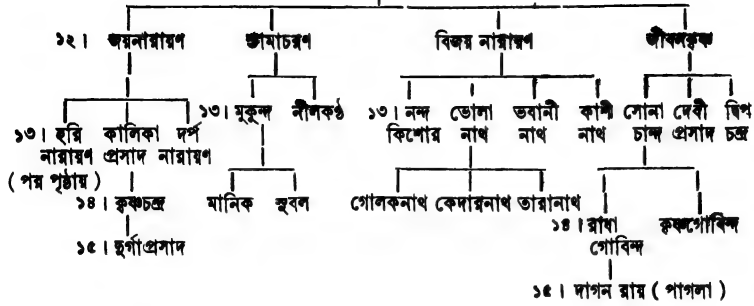 ১২। জয়নারায়ণ শ্যামাচরণ বিজয় নারায়ণ জীবনকৃষ্ণ
১৩। হরি কালিকা দর্প ১৩। মুকুন্দ নীলকণ্ঠ ১৩। নন্দ ভোলা ভবানী কাশী সোনা দেবী দ্বিপ
নারায়ণ প্রসাদ নারায়ণ কিশোর নাথ নাথ নাথ চান্দ প্রসাদ চন্দ্র
(পর পৃষ্ঠায়)
১৪। কৃষ্ণচন্দ্র মানিক সুবল গোলকনাথ কেদারনাথ তারানাথ ১৪। রাধা কৃষ্ণগোবিন্দ
গোবিন্দ
১৫। দুর্গাপ্রসাদ ১৫। দাগন রায় (পাগলা)